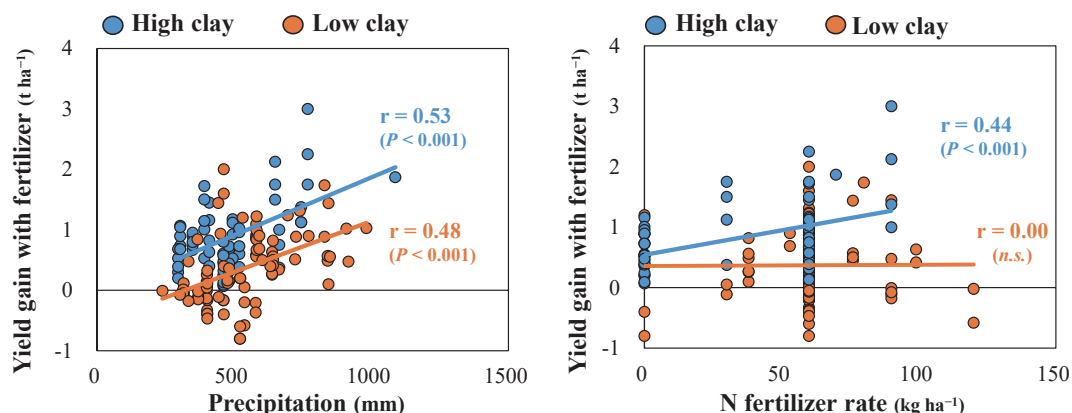 High clay Low clay
Yield gain with fertilizer (t ha⁻¹)
4
3
2
1
0
-1
r = 0.53
(P < 0.001)
r = 0.48
(P < 0.001)
0 500 1000 1500
Precipitation (mm)
High clay Low clay
Yield gain with fertilizer (t ha⁻¹)
4
3
2
1
0
-1
r = 0.44
(P < 0.001)
r = 0.00
(n.s.)
0 50 100 150
N fertilizer rate (kg ha⁻¹)